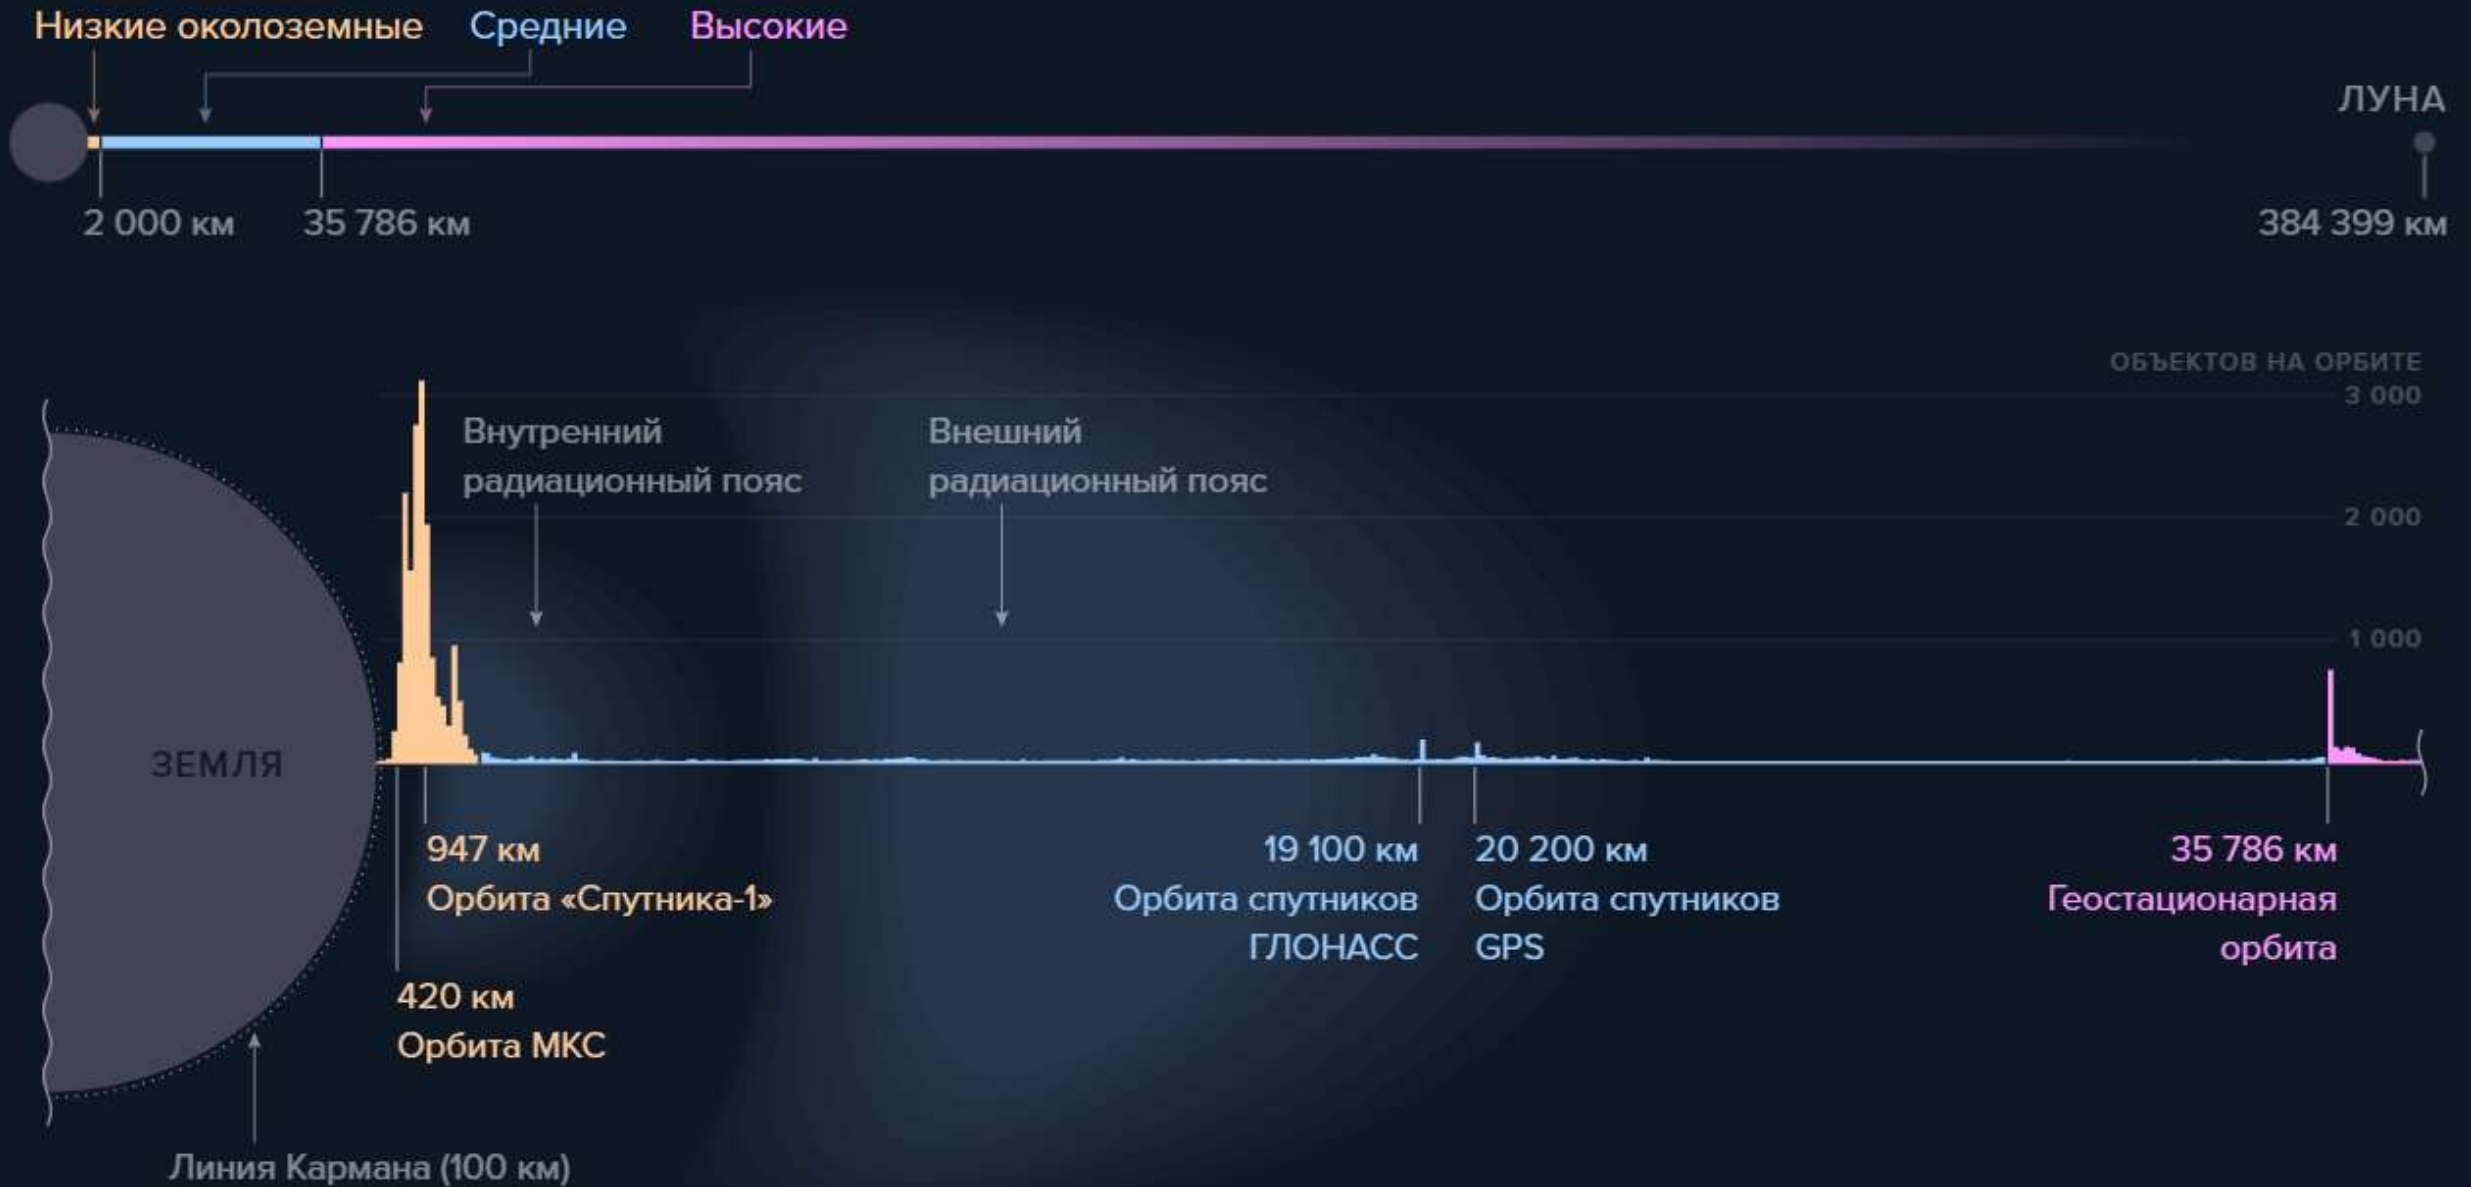 Низкие околоземные
Средние
Высокие
ЛУНА
2 000 км
35 786 км
384 399 км
ОБЪЕКТОВ НА ОРБИТЕ
3 000
Внутренний
радиационный пояс
Внешний
радиационный пояс
2 000
1 000
ЗЕМЛЯ
947 км
Орбита «Спутника-1»
19 100 км
Орбита спутников
ГЛОНАСС
20 200 км
Орбита спутников
GPS
35 786 км
Геостационарная
орбита
420 км
Орбита МКС
Линия Кармана (100 км)